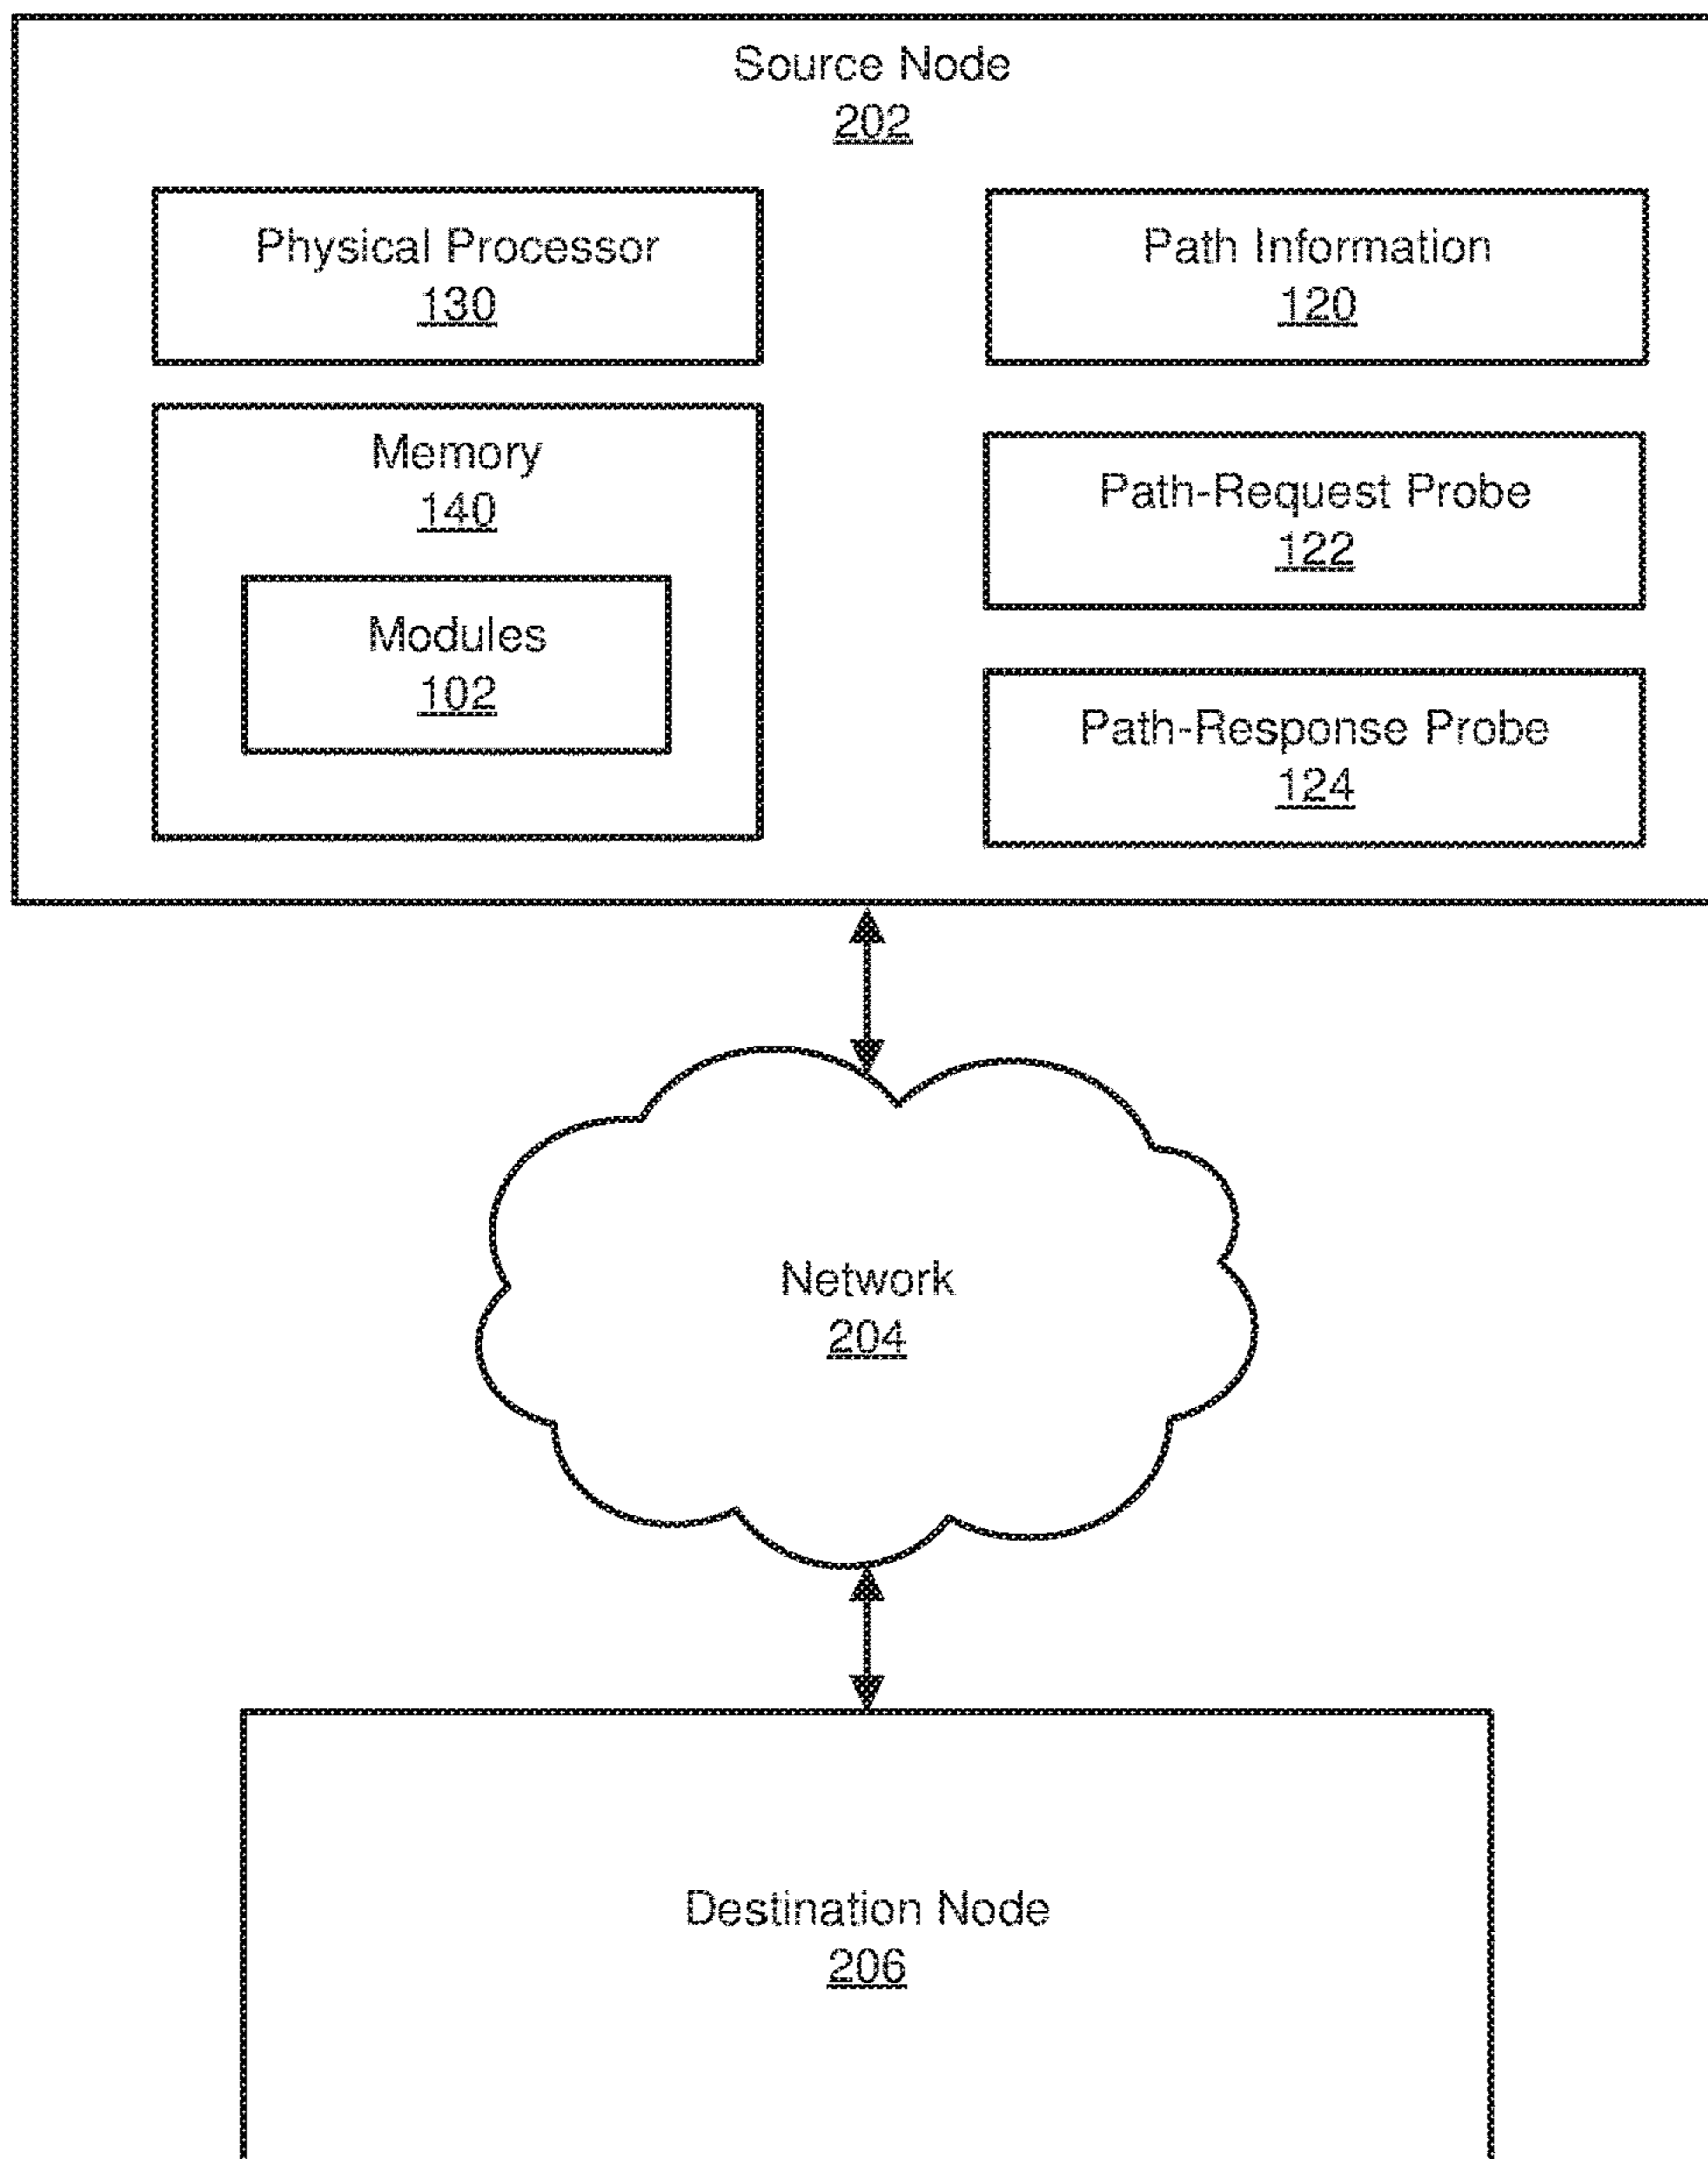 Source Node
202
Physical Processor
130
Memory
140
Modules
102
Path Information
120
Path-Request Probe
122
Path-Response Probe
124
Network
204
Destination Node
206